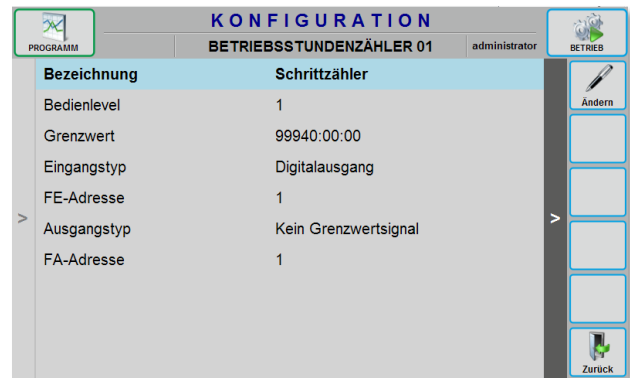 PROGRAMM
KONFIGURATION
BETRIEBSSTUNDENZÄHLER 01
administrator
BETRIEB
Bezeichnung Schrittzähler
Bedienlevel 1
Grenzwert 99940:00:00
Eingangstyp Digitalausgang
FE-Adresse 1
Ausgangstyp Kein Grenzwertsignal
FA-Adresse 1
>
>
Ändern
Zurück